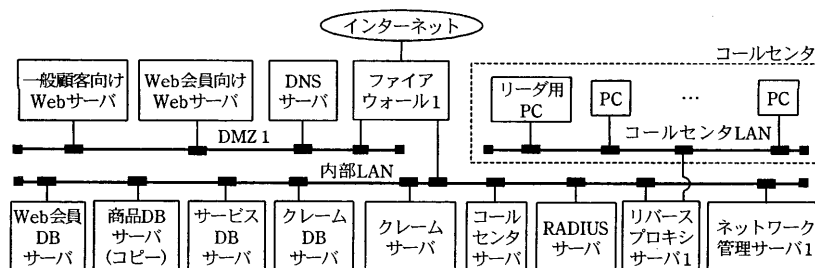 インターネット
コールセンタ
一般顧客向け
Webサーバ
Web会員向け
Webサーバ
DNS
サーバ
ファイア
ウォール1
リーダ用
PC
PC
…
PC
DMZ1
コールセンタLAN
内部LAN
Web会員
DB
サーバ
商品DB
サーバ
(コピー)
サービス
DB
サーバ
クレーム
DB
サーバ
クレーム
サーバ
コール
センタ
サーバ
RADIUS
サーバ
リバース
プロキシ
サーバ1
ネットワーク
管理サーバ1